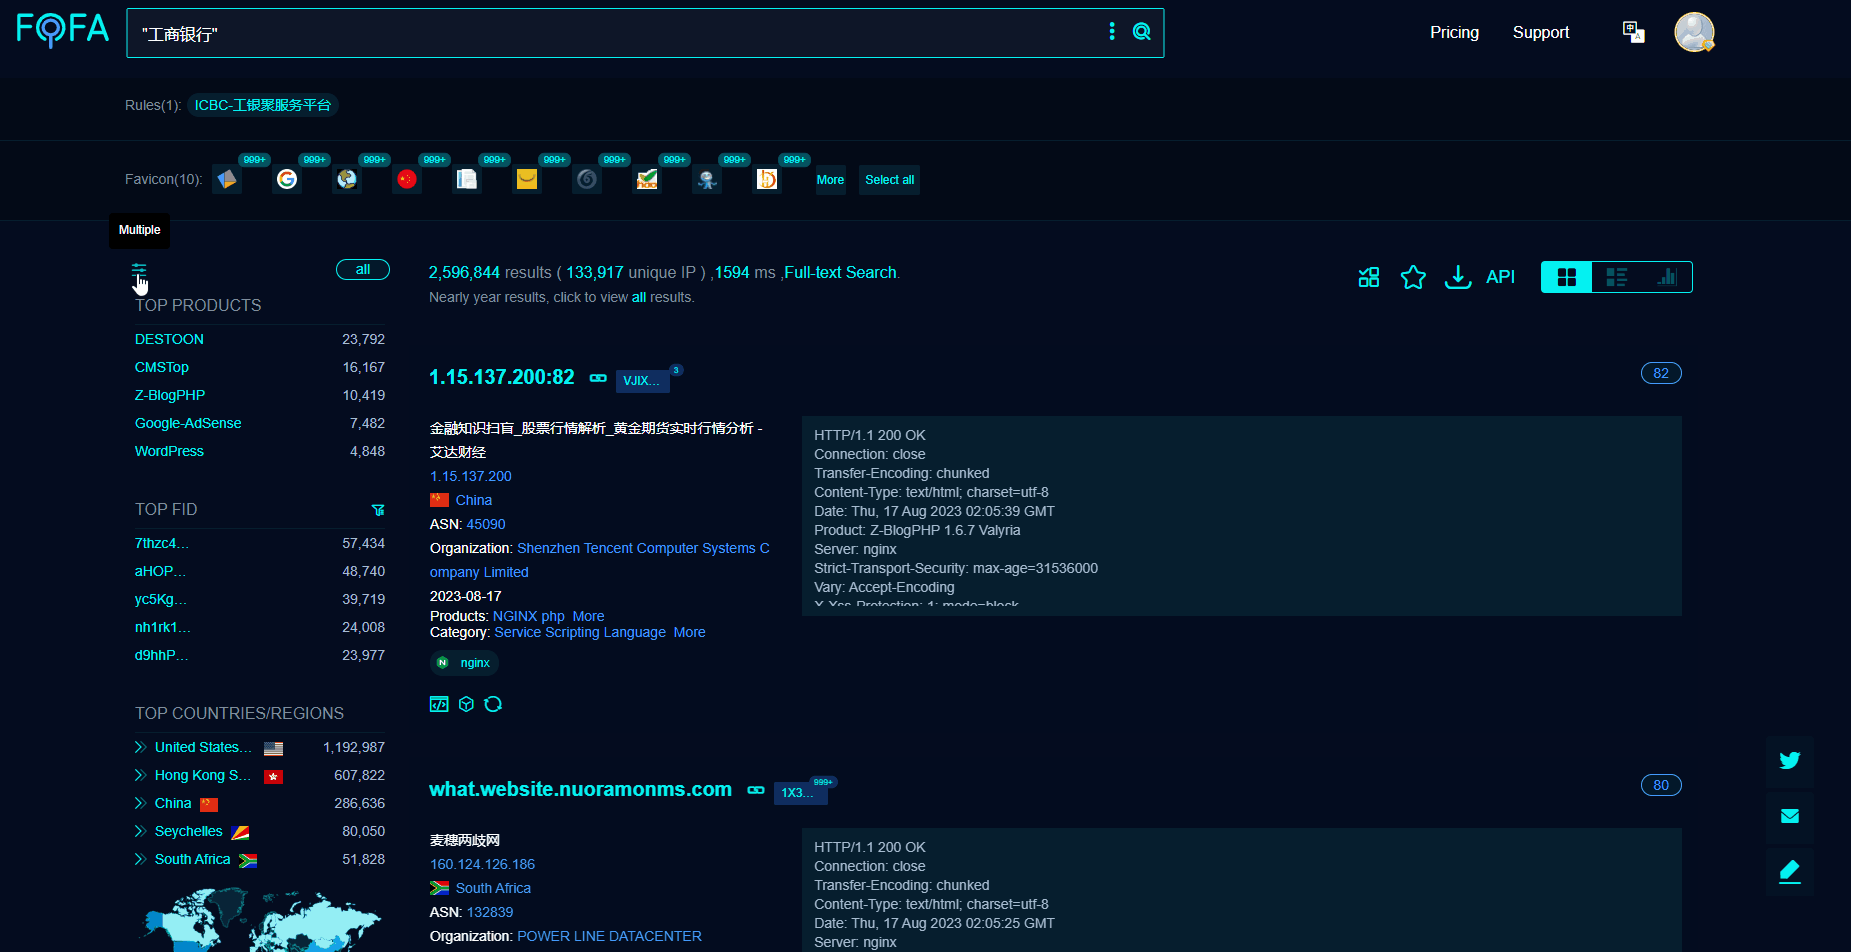 FOFA
"工商银行"
Pricing
Support
Rules(1):
ICBC-工银聚服务平台
Favicon(10):
999+
999+
999+
999+
999+
999+
999+
999+
999+
999+
More
Select all
Multiple
all
2,596,844 results ( 133,917 unique IP ) ,1594 ms ,Full-text Search.
Nearly year results, click to view all results.
API
TOP PRODUCTS
DESTOON 23,792
CMSTop 16,167
Z-BlogPHP 10,419
Google-AdSense 7,482
WordPress 4,848
TOP FID
7thzc4... 57,434
aHOP... 48,740
yc5Kg... 39,719
nh1rk1... 24,008
d9hhP... 23,977
TOP COUNTRIES/REGIONS
United States... 1,192,987
Hong Kong S... 607,822
China 286,636
Seychelles 80,050
South Africa 51,828
1.15.137.200:82
VJIX...
3
82
金融知识扫盲_股票行情解析_黄金期货实时行情分析 -
艾达财经
1.15.137.200
China
ASN: 45090
Organization: Shenzhen Tencent Computer Systems C
ompany Limited
2023-08-17
Products: NGINX php More
Category: Service Scripting Language More
nginx
HTTP/1.1 200 OK
Connection: close
Transfer-Encoding: chunked
Content-Type: text/html; charset=utf-8
Date: Thu, 17 Aug 2023 02:05:39 GMT
Product: Z-BlogPHP 1.6.7 Valyria
Server: nginx
Strict-Transport-Security: max-age=31536000
Vary: Accept-Encoding
X-Xss-Protection: 1; mode=block
what.website.nuoramonms.com
1X3...
999+
80
麦穗两歧网
160.124.126.186
South Africa
ASN: 132839
Organization: POWER LINE DATACENTER
HTTP/1.1 200 OK
Connection: close
Transfer-Encoding: chunked
Content-Type: text/html; charset=utf-8
Date: Thu, 17 Aug 2023 02:05:25 GMT
Server: nginx